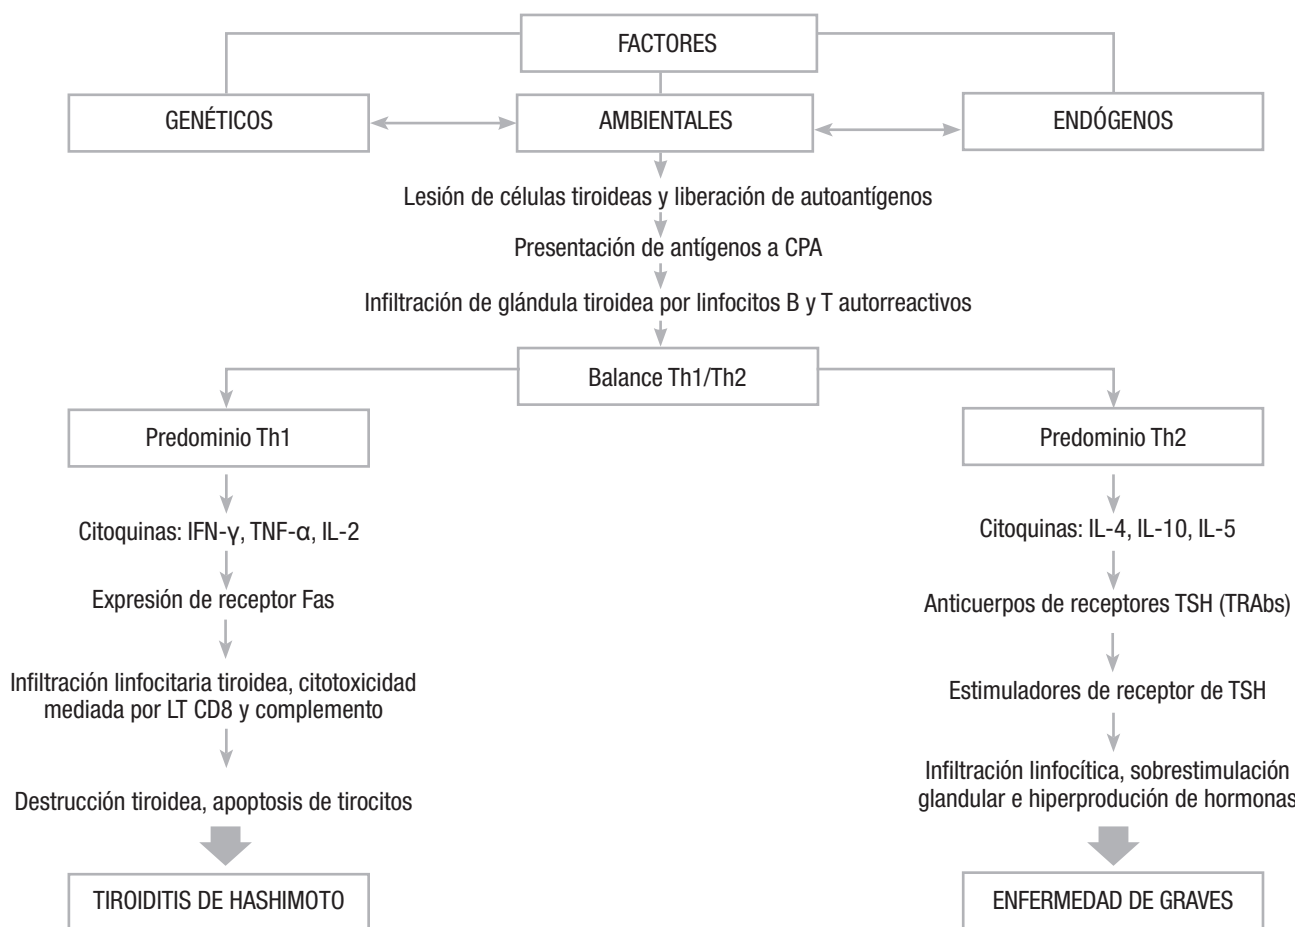 FACTORES
GENÉTICOS
AMBIENTALES
ENDÓGENOS
Lesión de células tiroideas y liberación de autoantígenos
Presentación de antígenos a CPA
Infiltración de glándula tiroidea por linfocitos B y T autorreactivos
Balance Th1/Th2
Predominio Th1
Citoquinas: IFN-γ, TNF-α, IL-2
Expresión de receptor Fas
Infiltración linfocitaria tiroidea, citotoxicidad
mediada por LT CD8 y complemento
Destrucción tiroidea, apoptosis de tirocitos
TIROIDITIS DE HASHIMOTO
Predominio Th2
Citoquinas: IL-4, IL-10, IL-5
Anticuerpos de receptores TSH (TRAbs)
Estimuladores de receptor de TSH
Infiltración linfocítica, sobrestimulación
glandular e hiperprodución de hormonas
ENFERMEDAD DE GRAVES